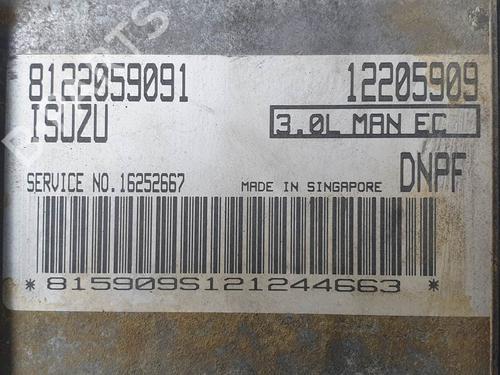 8122059091 12205909
ISUZU 3.0L MAN EC
SERVICE NO.16252667 MADE IN SINGAPORE DNPF
*815909S121244663 *